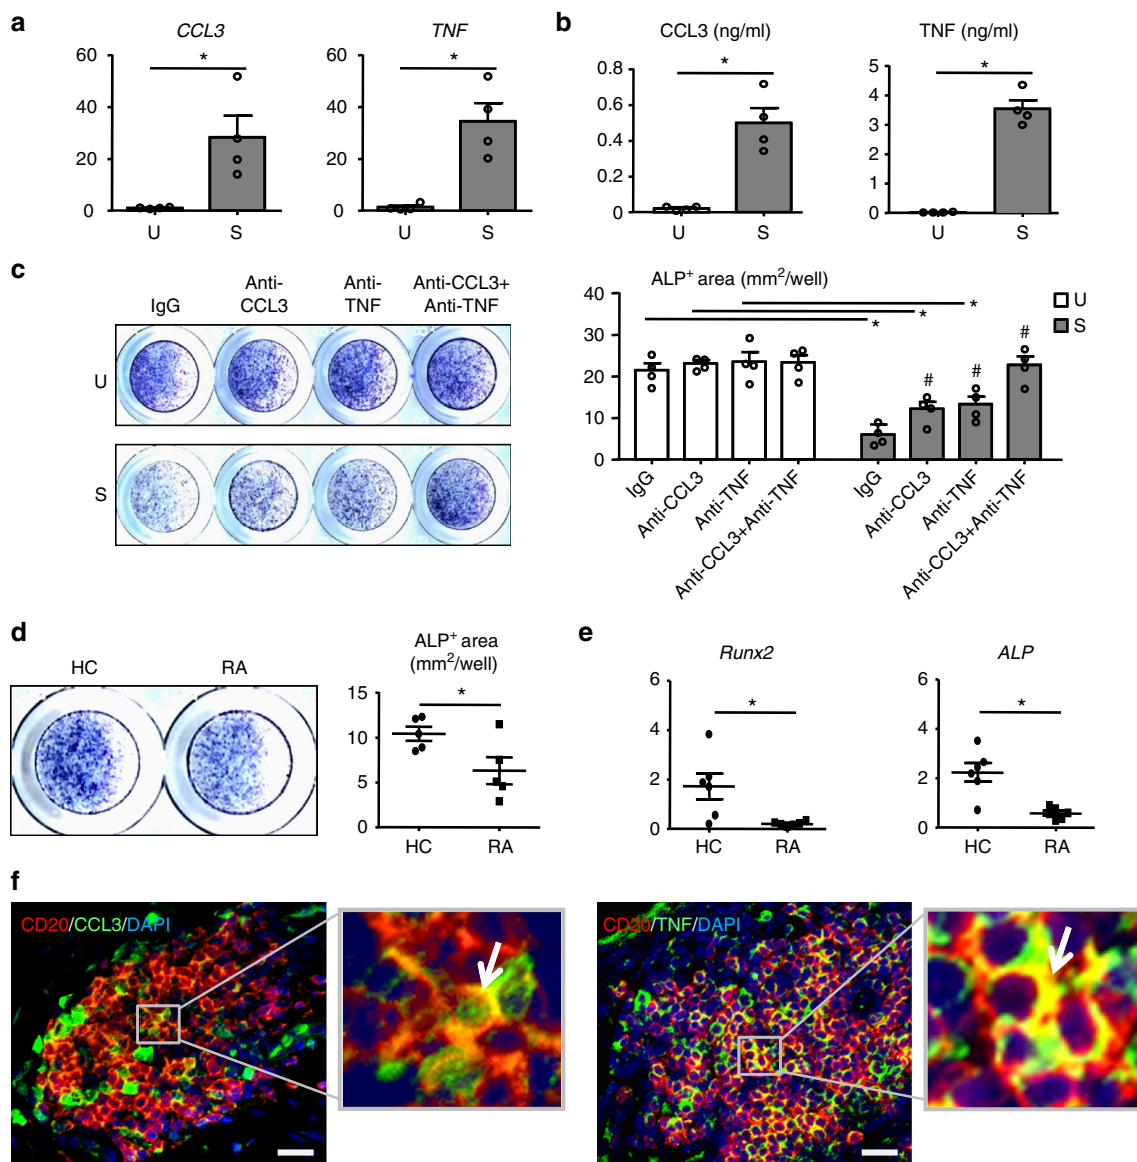 a
CCL3
TNF
60
40
20
0
*
U
S
60
40
20
0
*
U
S
b
CCL3 (ng/ml)
TNF (ng/ml)
0.8
0.6
0.4
0.2
0
*
U
S
5
4
3
2
1
0
*
U
S
c
IgG
Anti-
CCL3
Anti-
TNF
Anti-CCL3+
Anti-TNF
U
S
ALP+ area (mm2/well)
40
30
20
10
0
*
*
*
#
#
#
U
S
IgG
Anti-CCL3
Anti-TNF
Anti-CCL3+Anti-TNF
IgG
Anti-CCL3
Anti-TNF
Anti-CCL3+Anti-TNF
d
HC
RA
ALP+ area
(mm2/well)
15
10
5
0
*
HC
RA
e
Runx2
6
4
2
0
*
HC
RA
ALP
6
4
2
0
*
HC
RA
f
CD20/CCL3/DAPI
CD20/TNF/DAPI